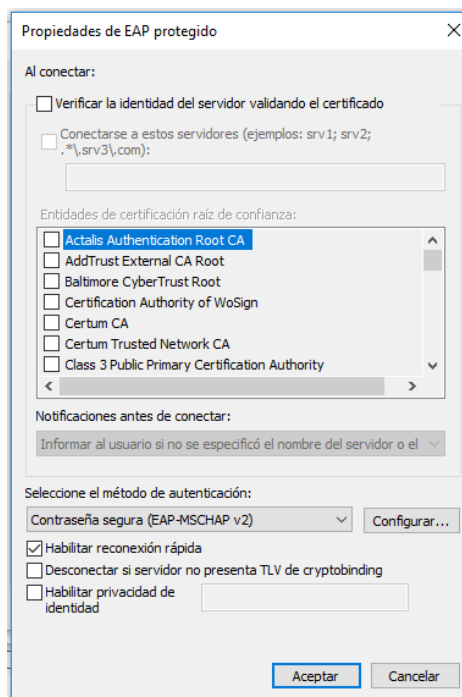 Propiedades de EAP protegido
Al conectar:
Verificar la identidad del servidor validando el certificado
Conectarse a estos servidores (ejemplos: srv1; srv2;
.*\.srv3\.com):
Entidades de certificación raíz de confianza:
Actalis Authentication Root CA
AddTrust External CA Root
Baltimore CyberTrust Root
Certification Authority of WoSign
Certum CA
Certum Trusted Network CA
Class 3 Public Primary Certification Authority
Notificaciones antes de conectar:
Informar al usuario si no se especificó el nombre del servidor o el
Seleccione el método de autenticación:
Contraseña segura (EAP-MSCHAP v2)
Configurar...
Habilitar reconexión rápida
Desconectar si servidor no presenta TLV de cryptobinding
Habilitar privacidad de
identidad
Aceptar
Cancelar